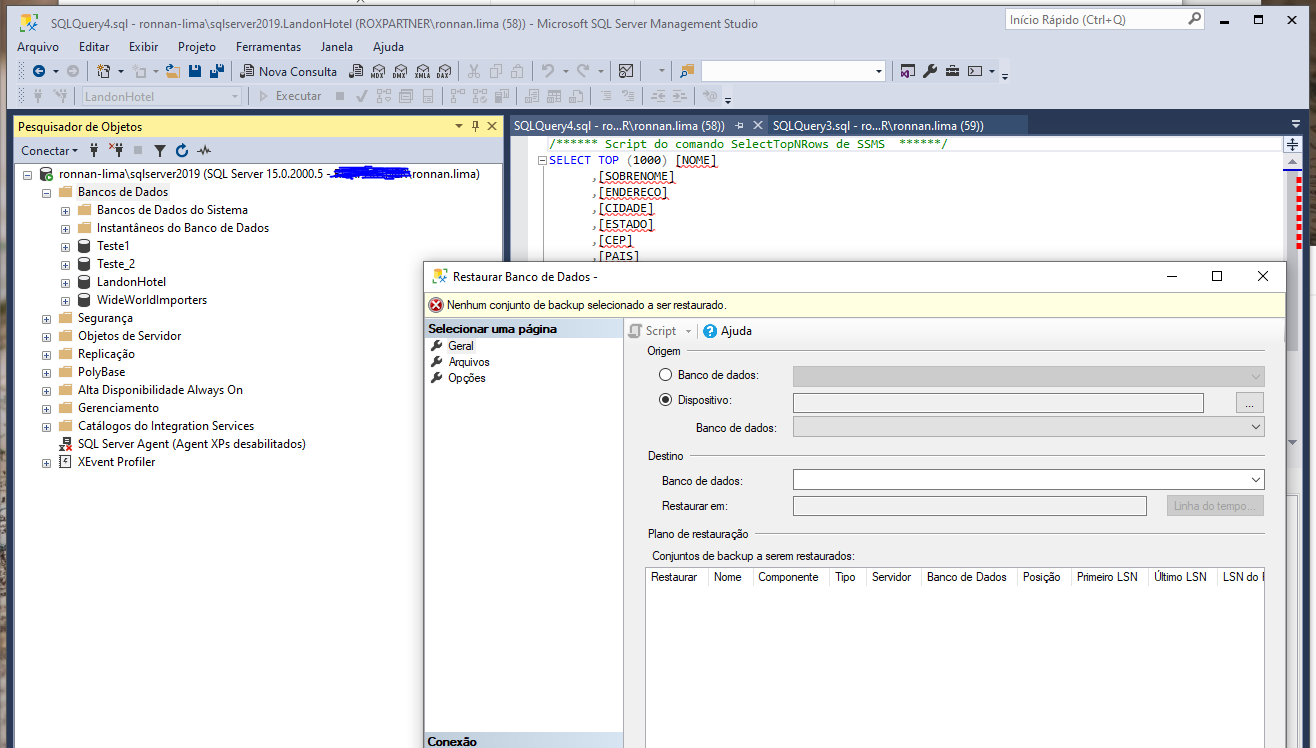 SQLQuery4.sql - ronnan-lima\sqlserver2019.LandonHotel (ROXPARTNER\ronnan.lima (58)) - Microsoft SQL Server Management Studio
Início Rápido (Ctrl+Q)
Arquivo Editar Exibir Projeto Ferramentas Janela Ajuda
Nova Consulta MDX DMX XMLA DAX
LandonHotel Executar
Pesquisador de Objetos
Conectar
ronnan-lima\sqlserver2019 (SQL Server 15.0.2000.5 - \ronnan.lima)
Bancos de Dados
Bancos de Dados do Sistema
Instantâneos do Banco de Dados
Teste1
Teste_2
LandonHotel
WideWorldImporters
Segurança
Objetos de Servidor
Replicação
PolyBase
Alta Disponibilidade Always On
Gerenciamento
Catálogos do Integration Services
SQL Server Agent (Agent XPs desabilitados)
XEvent Profiler
SQLQuery4.sql - ro...R\ronnan.lima (58)) SQLQuery3.sql - ro...R\ronnan.lima (59))
/****** Script do comando SelectTopNRows de SSMS ******/
SELECT TOP (1000) [NOME]
,[SOBRENOME]
,[ENDERECO]
,[CIDADE]
,[ESTADO]
,[CEP]
,[PAIS]
Restaurar Banco de Dados -
Nenhum conjunto de backup selecionado a ser restaurado.
Selecionar uma página
Geral
Arquivos
Opções
Conexão
Script Ajuda
Origem
Banco de dados:
Dispositivo: ...
Banco de dados:
Destino
Banco de dados:
Restaurar em: Linha do tempo...
Plano de restauração
Conjuntos de backup a serem restaurados:
Restaurar Nome Componente Tipo Servidor Banco de Dados Posição Primeiro LSN Último LSN LSN do